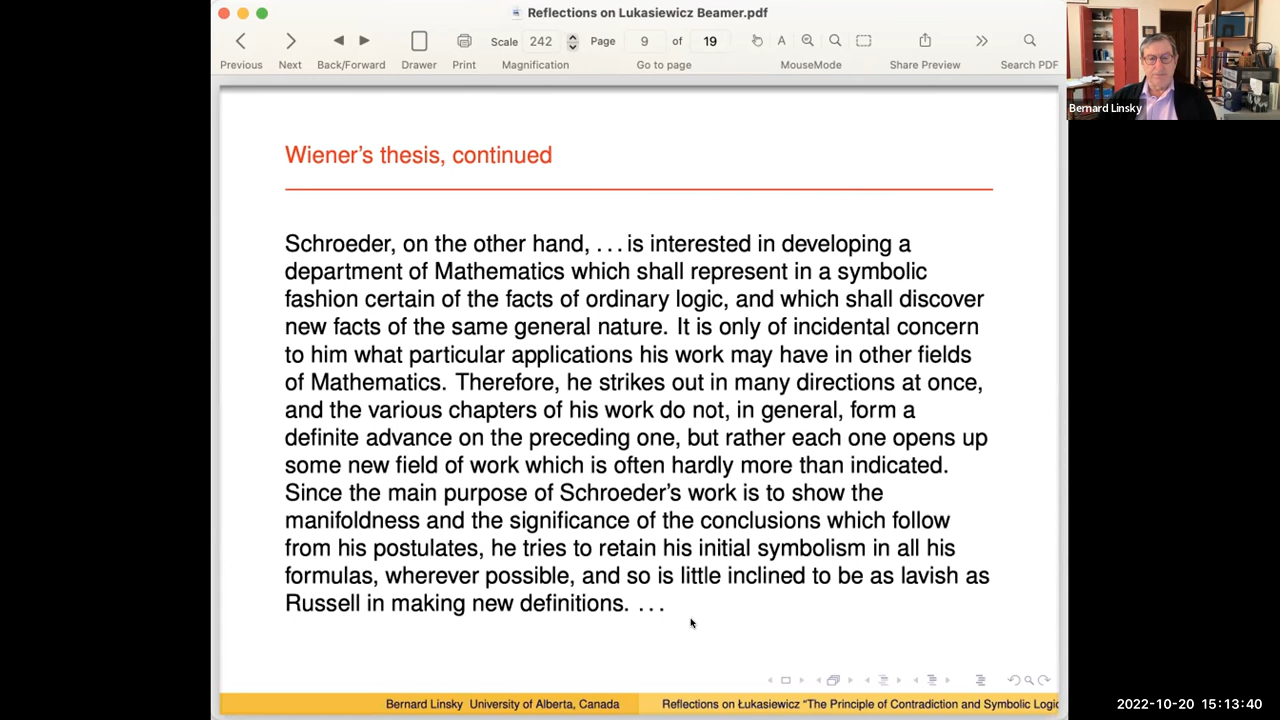 Reflections on Lukasiewicz Beamer.pdf
Scale 242 Page 9 of 19
Previous Next Back/Forward Drawer Print Magnification Go to page MouseMode Share Preview Search PDF
Bernard Linsky
Wiener's thesis, continued
Schroeder, on the other hand, ...is interested in developing a
department of Mathematics which shall represent in a symbolic
fashion certain of the facts of ordinary logic, and which shall discover
new facts of the same general nature. It is only of incidental concern
to him what particular applications his work may have in other fields
of Mathematics. Therefore, he strikes out in many directions at once,
and the various chapters of his work do not, in general, form a
definite advance on the preceding one, but rather each one opens up
some new field of work which is often hardly more than indicated.
Since the main purpose of Schroeder's work is to show the
manifoldness and the significance of the conclusions which follow
from his postulates, he tries to retain his initial symbolism in all his
formulas, wherever possible, and so is little inclined to be as lavish as
Russell in making new definitions. ...
Bernard Linsky University of Alberta, Canada
Reflections on Łukasiewicz "The Principle of Contradiction and Symbolic Logic
2022-10-20 15:13:40